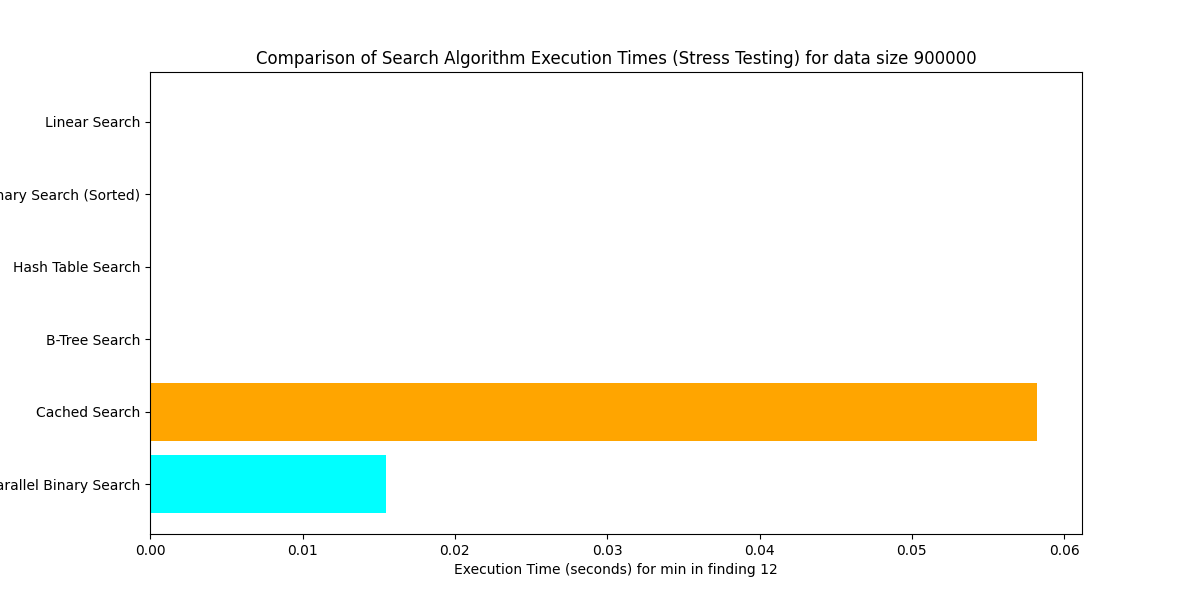 Comparison of Search Algorithm Execution Times (Stress Testing) for data size 900000
Linear Search
nary Search (Sorted)
Hash Table Search
B-Tree Search
Cached Search
arallel Binary Search
0.00 0.01 0.02 0.03 0.04 0.05 0.06
Execution Time (seconds) for min in finding 12